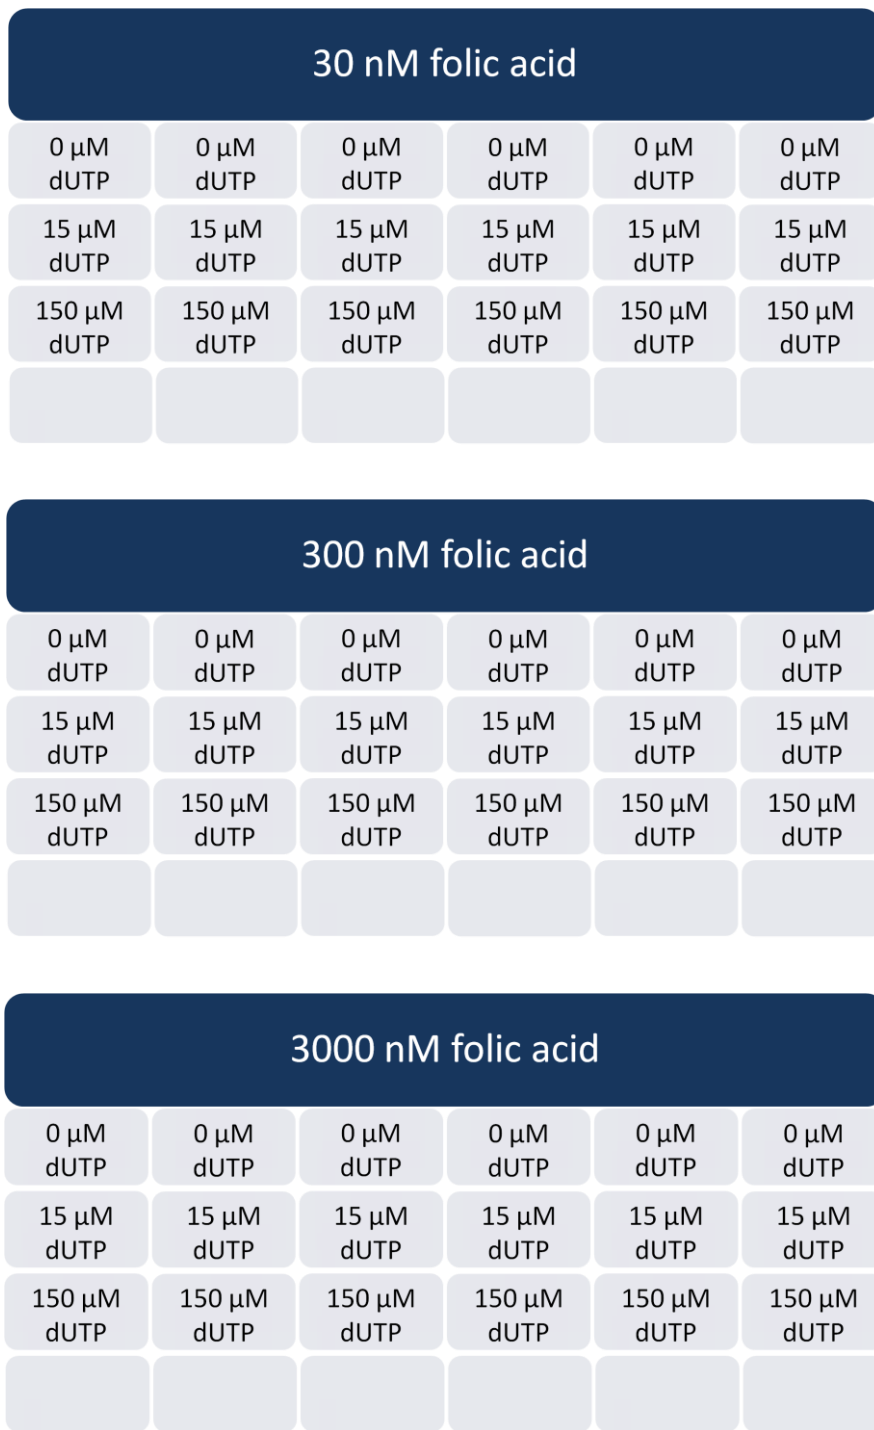 30 nM folic acid
0 µM 0 µM 0 µM 0 µM 0 µM 0 µM
dUTP dUTP dUTP dUTP dUTP dUTP
15 µM 15 µM 15 µM 15 µM 15 µM 15 µM
dUTP dUTP dUTP dUTP dUTP dUTP
150 µM 150 µM 150 µM 150 µM 150 µM 150 µM
dUTP dUTP dUTP dUTP dUTP dUTP
300 nM folic acid
0 µM 0 µM 0 µM 0 µM 0 µM 0 µM
dUTP dUTP dUTP dUTP dUTP dUTP
15 µM 15 µM 15 µM 15 µM 15 µM 15 µM
dUTP dUTP dUTP dUTP dUTP dUTP
150 µM 150 µM 150 µM 150 µM 150 µM 150 µM
dUTP dUTP dUTP dUTP dUTP dUTP
3000 nM folic acid
0 µM 0 µM 0 µM 0 µM 0 µM 0 µM
dUTP dUTP dUTP dUTP dUTP dUTP
15 µM 15 µM 15 µM 15 µM 15 µM 15 µM
dUTP dUTP dUTP dUTP dUTP dUTP
150 µM 150 µM 150 µM 150 µM 150 µM 150 µM
dUTP dUTP dUTP dUTP dUTP dUTP